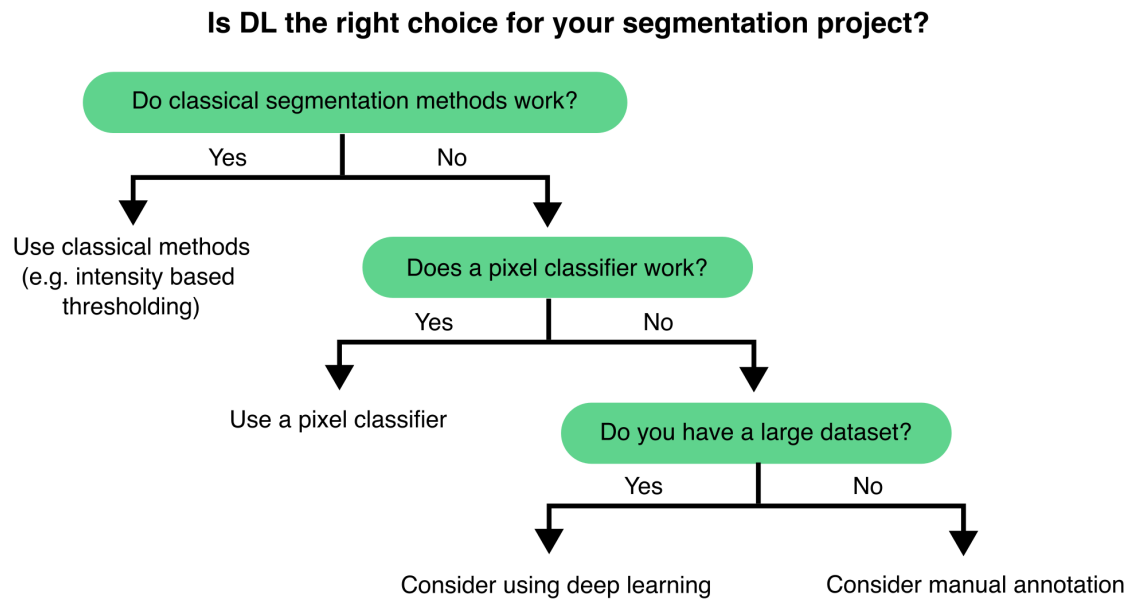 Is DL the right choice for your segmentation project?
Do classical segmentation methods work?
Yes
No
Use classical methods
(e.g. intensity based
thresholding)
Does a pixel classifier work?
Yes
No
Use a pixel classifier
Do you have a large dataset?
Yes
No
Consider using deep learning
Consider manual annotation